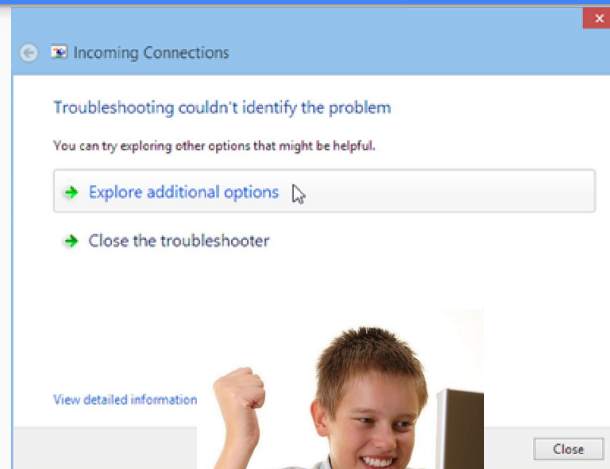 Incoming Connections
Troubleshooting couldn't identify the problem
You can try exploring other options that might be helpful.
Explore additional options
Close the troubleshooter
View detailed information
Close